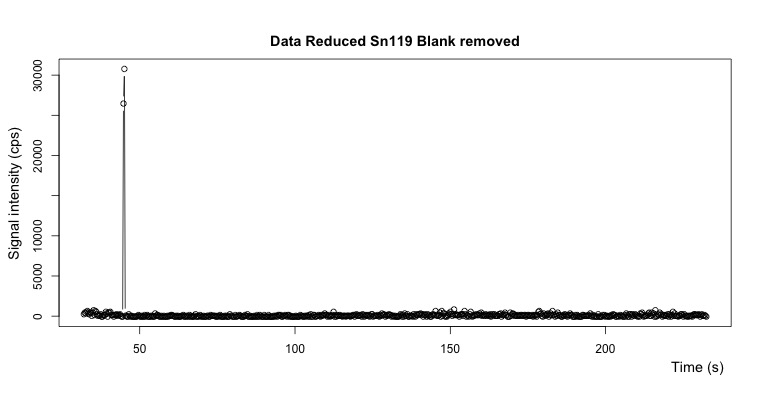 Data Reduced Sn119 Blank removed
30000
20000
10000
5000
0
Signal intensity (cps)
50 100 150 200
Time (s)